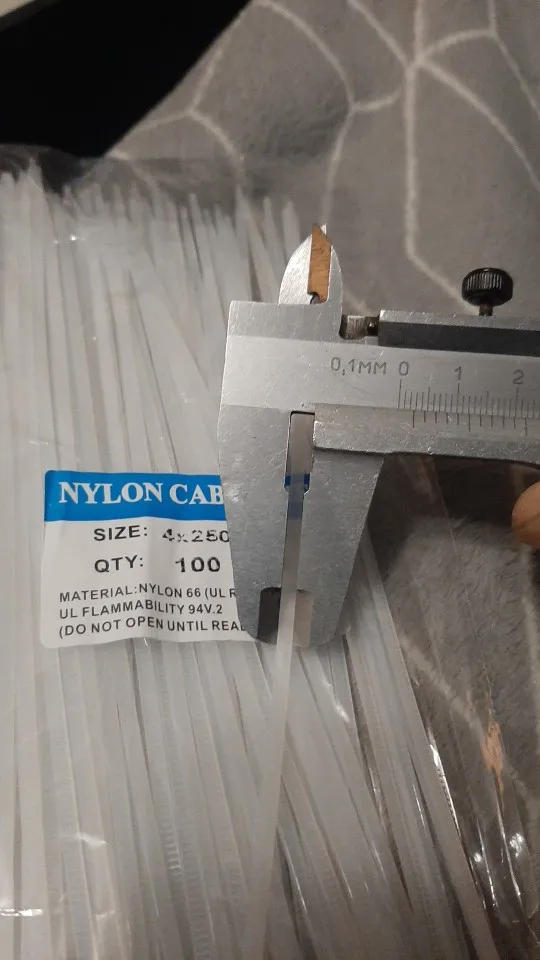 0,1MM 0 1 2
NYLON CAB
SIZE: 4x250
QTY: 100
MATERIAL:NYLON 66 (UL
UL FLAMMABILITY 94V.2
(DO NOT OPEN UNTIL